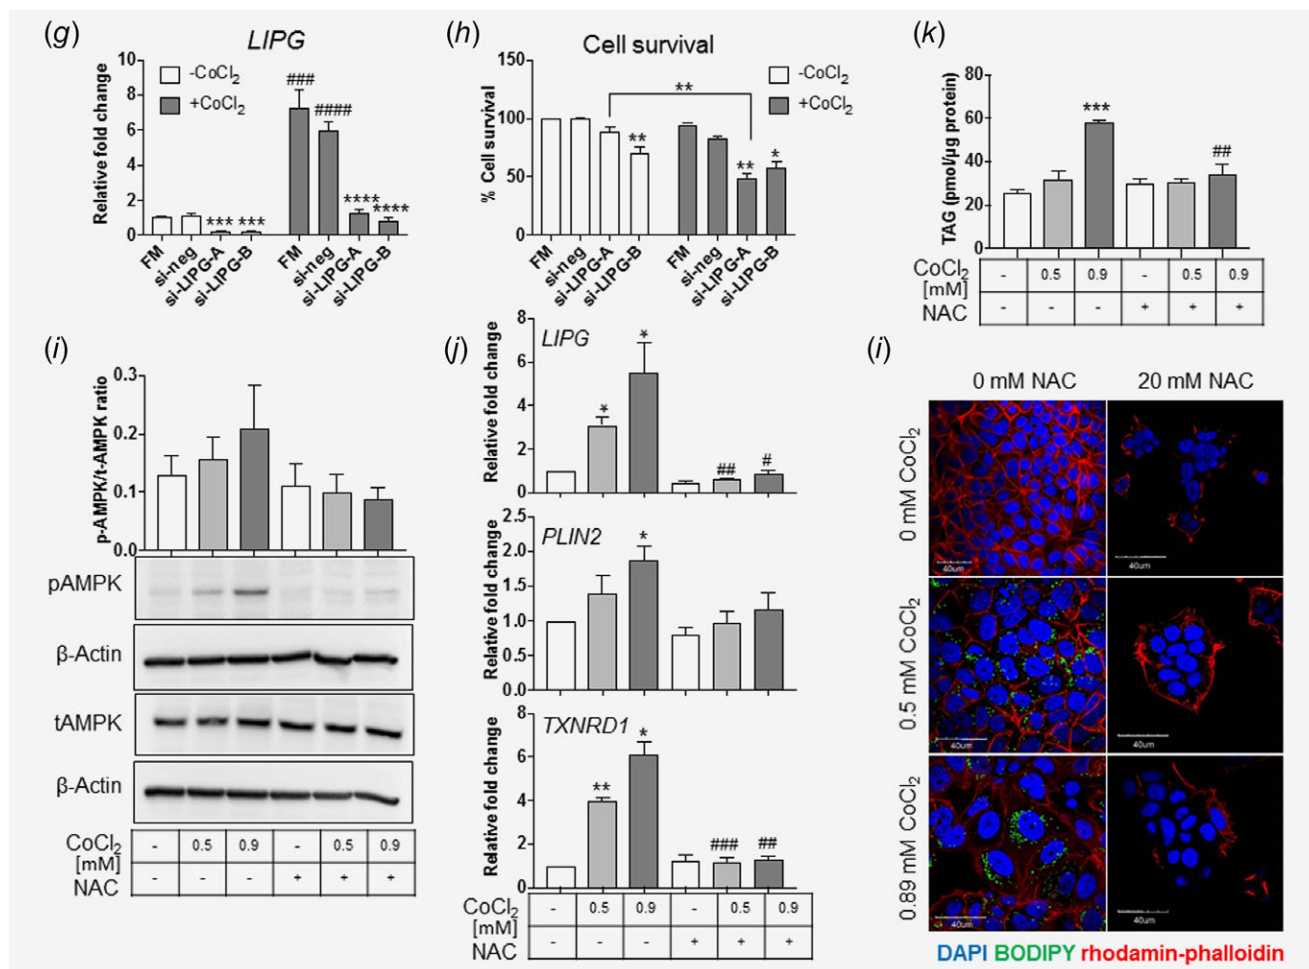 (g)
LIPG
Relative fold change
10
8
6
4
2
0
-CoCl2
+CoCl2
###
####
*** ***
****
****
FM
si-neg
si-LIPG-A
si-LIPG-B
FM
si-neg
si-LIPG-A
si-LIPG-B
(h)
Cell survival
% Cell survival
150
100
50
0
-CoCl2
+CoCl2
**
**
**
*
FM
si-neg
si-LIPG-A
si-LIPG-B
FM
si-neg
si-LIPG-A
si-LIPG-B
(k)
TAG (pmol/µg protein)
80
60
40
20
0
***
##
CoCl2 [mM] - 0.5 0.9 - 0.5 0.9
NAC - - - + + +
(i)
p-AMPK/t-AMPK ratio
0.3
0.2
0.1
0.0
pAMPK
β-Actin
tAMPK
β-Actin
CoCl2 [mM] - 0.5 0.9 - 0.5 0.9
NAC - - - + + +
(j)
LIPG
Relative fold change
8
6
4
2
0
*
*
##
#
PLIN2
Relative fold change
2.5
2.0
1.5
1.0
0.5
0.0
*
TXNRD1
Relative fold change
8
6
4
2
0
**
*
###
##
CoCl2 [mM] - 0.5 0.9 - 0.5 0.9
NAC - - - + + +
(i)
0 mM NAC 20 mM NAC
0 mM CoCl2
40um
40um
0.5 mM CoCl2
40um
40um
0.89 mM CoCl2
40um
40um
DAPI BODIPY rhodamin-phalloidin